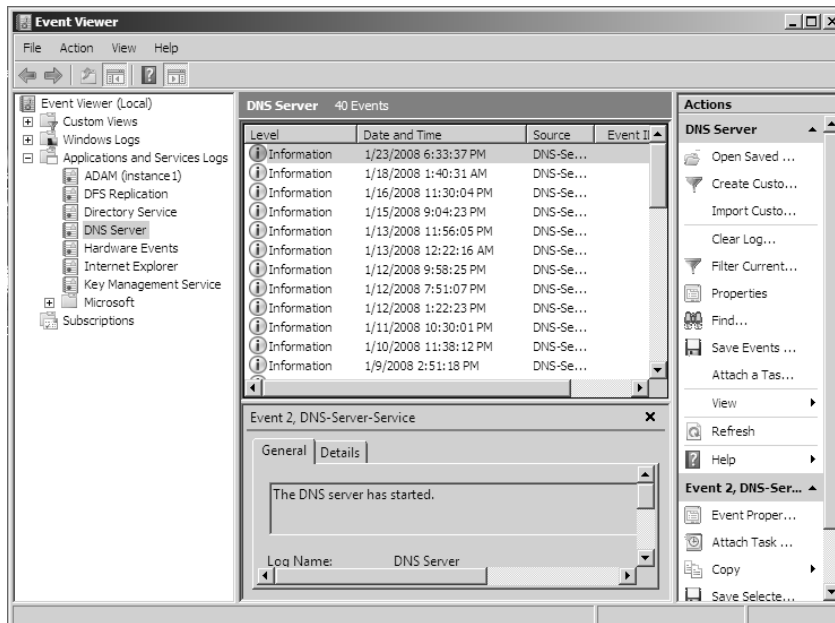 Event Viewer
File Action View Help
Event Viewer (Local)
Custom Views
Windows Logs
Applications and Services Logs
ADAM (instance1)
DFS Replication
Directory Service
DNS Server
Hardware Events
Internet Explorer
Key Management Service
Microsoft
Subscriptions
DNS Server 40 Events
Level Date and Time Source Event I
Information 1/23/2008 6:33:37 PM DNS-Se...
Information 1/18/2008 1:40:31 AM DNS-Se...
Information 1/16/2008 11:30:04 PM DNS-Se...
Information 1/15/2008 9:04:23 PM DNS-Se...
Information 1/13/2008 11:56:05 PM DNS-Se...
Information 1/13/2008 12:22:16 AM DNS-Se...
Information 1/12/2008 9:58:25 PM DNS-Se...
Information 1/12/2008 7:51:07 PM DNS-Se...
Information 1/12/2008 1:22:23 PM DNS-Se...
Information 1/11/2008 10:30:01 PM DNS-Se...
Information 1/10/2008 11:38:12 PM DNS-Se...
Information 1/9/2008 2:51:18 PM DNS-Se...
Event 2, DNS-Server-Service
General Details
The DNS server has started.
Log Name: DNS Server
Actions
DNS Server
Open Saved ...
Create Custo...
Import Custo...
Clear Log...
Filter Current...
Properties
Find...
Save Events ...
Attach a Tas...
View
Refresh
Help
Event 2, DNS-Ser...
Event Proper...
Attach Task ...
Copy
Save Selecte...